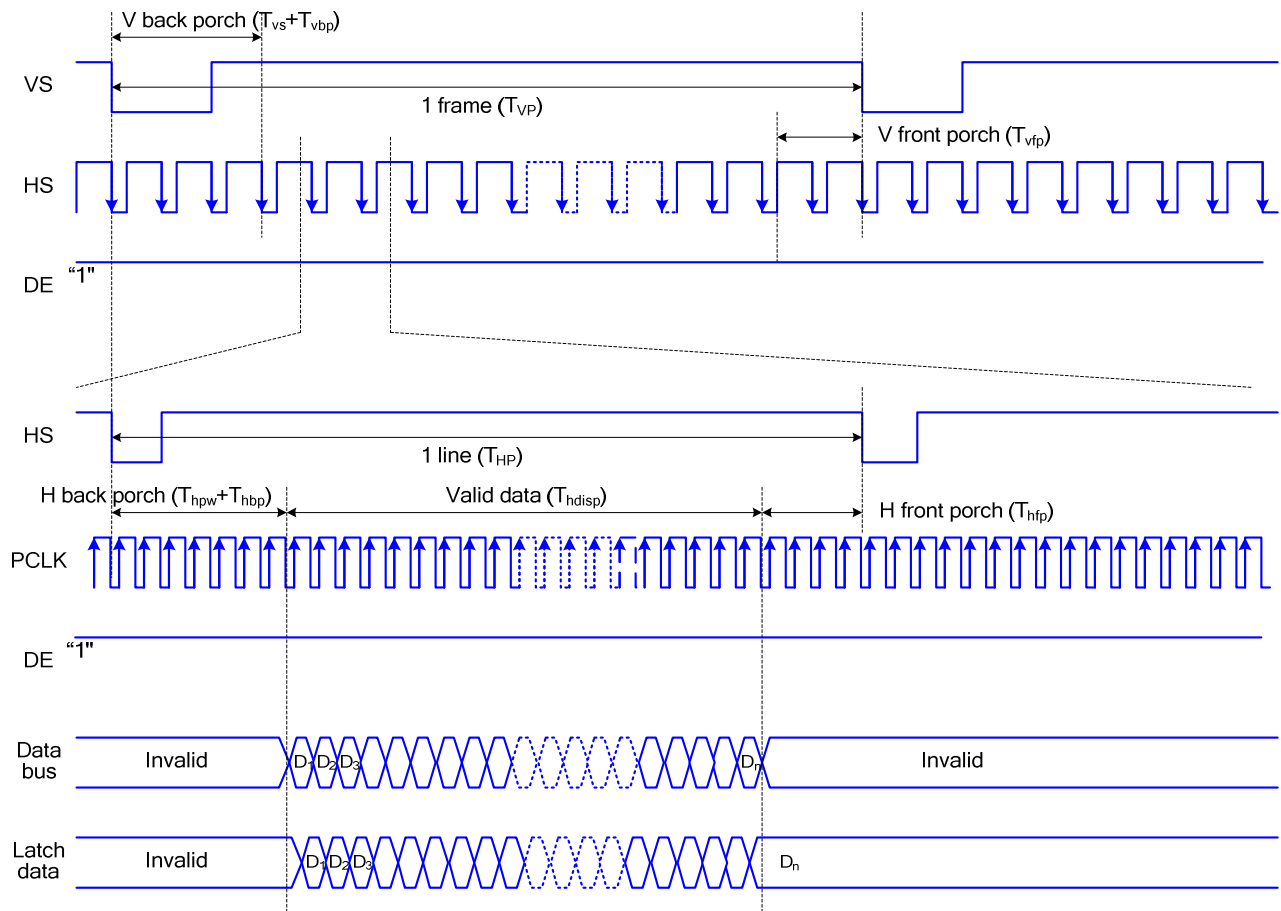 V back porch (Tvs+Tvbp)
VS
1 frame (TVP)
V front porch (Tvfp)
HS
DE “1"
HS
1 line (THP)
H back porch (Thpw+Thbp)
Valid data (Thdisp)
H front porch (Thfp)
PCLK
DE “1"
Data
bus
Invalid
D1 D2 D3
Dn
Invalid
Latch
data
Invalid
D1 D2 D3
Dn